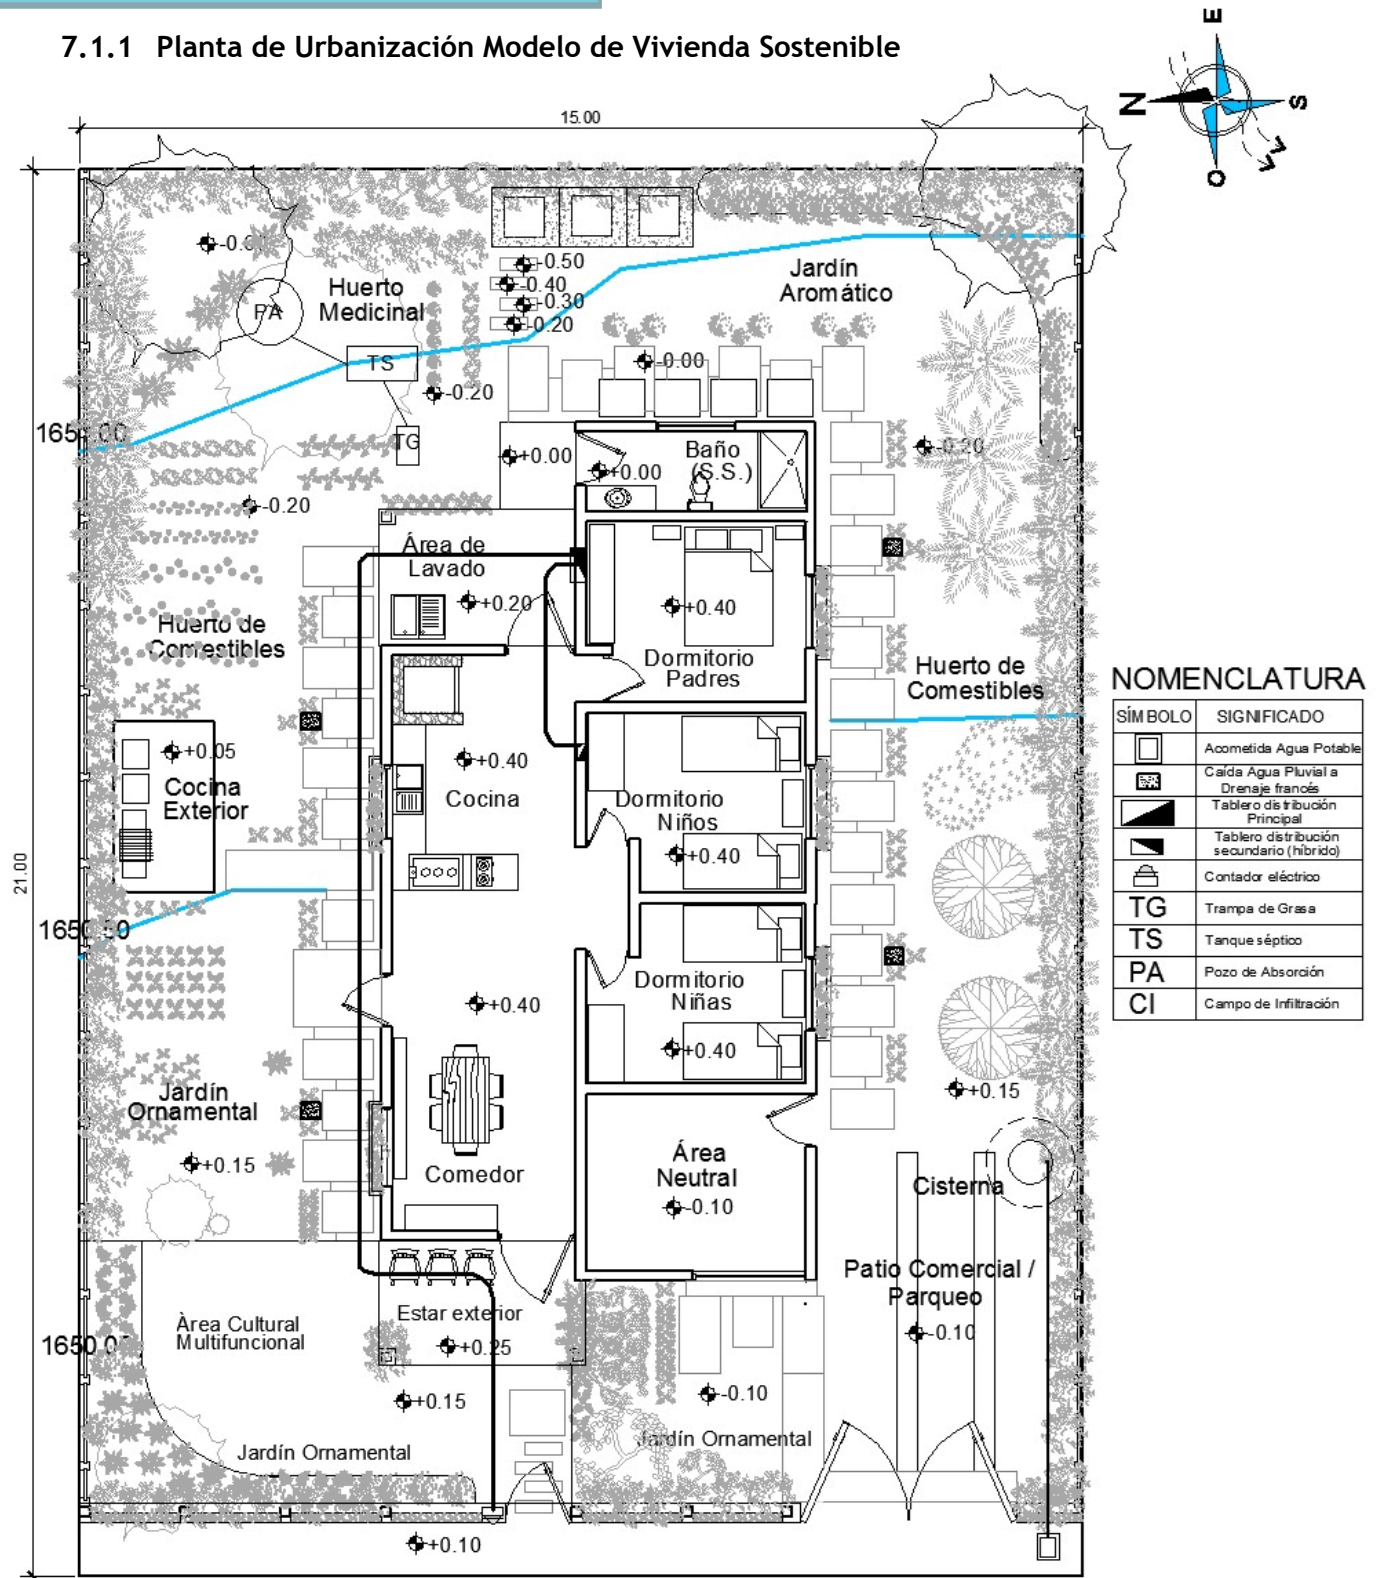 7.1.1 Planta de Urbanización Modelo de Vivienda Sostenible
E
N
S
O
15.00
21.00
-0.50
Huerto
Medicinal
-0.40
-0.30
-0.20
PA
Jardín
Aromático
TS
-0.00
-0.20
TG
+0.00
+0.00
Baño
(S.S.)
-0.20
-0.20
Área de
Lavado
+0.20
+0.40
Dormitorio
Padres
Huerto de
Comestibles
Huerto de
Comestibles
+0.05
Cocina
Exterior
+0.40
Cocina
Dormitorio
Niños
+0.40
NOMENCLATURA
SÍMBOLO SIGNIFICADO
Acometida Agua Potable
Caída Agua Pluvial a
Drenaje francés
Tablero distribución
Principal
Tablero distribución
secundario (híbrido)
Contador eléctrico
TG Trampa de Grasa
TS Tanque séptico
PA Pozo de Absorción
CI Campo de Infiltración
+0.40
Dormitorio
Niñas
+0.40
Jardín
Ornamental
+0.15
+0.15
Comedor
Área
Neutral
-0.10
Cisterna
Patio Comercial /
Parqueo
-0.10
Àrea Cultural
Multifuncional
Estar exterior
+0.25
+0.15
-0.10
Jardín Ornamental
Jardín Ornamental
+0.10